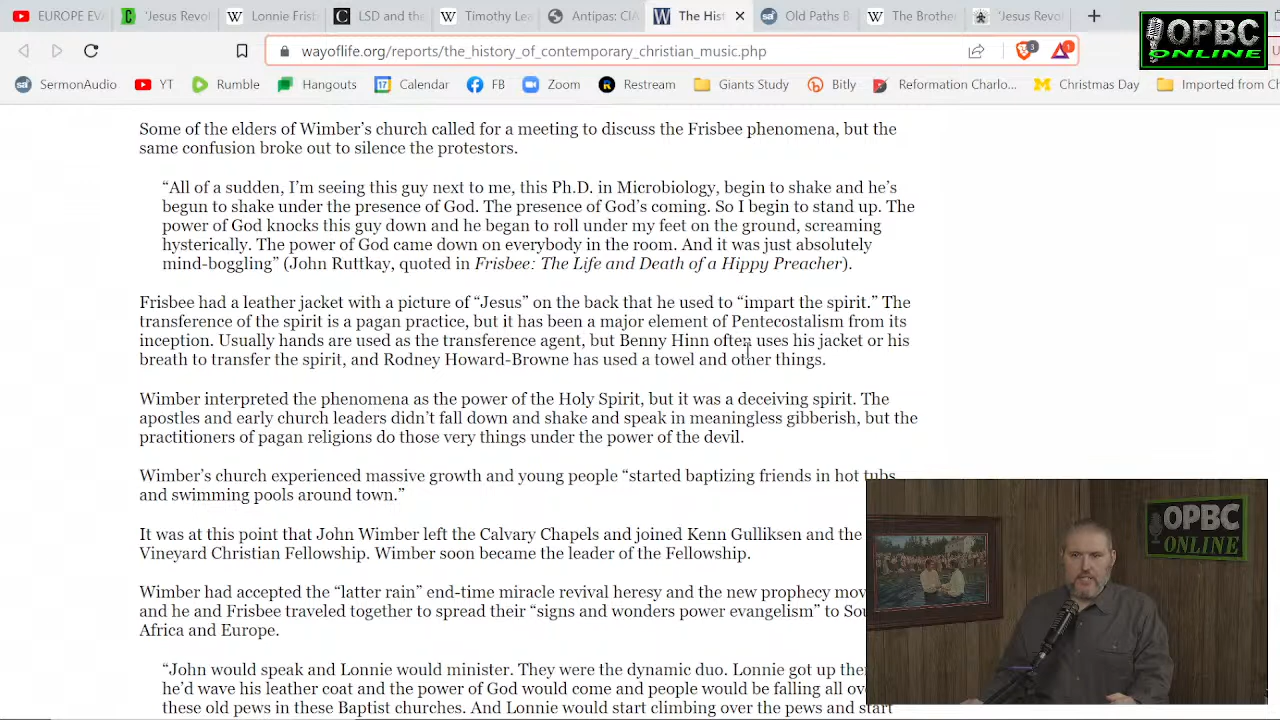 EUROPE EV
'Jesus Revol
Lonnie Frist
LSD and the
Timothy Lea
Antipas: CIA
The Hist
Old Paths B
The Brother
'Jesus Revol
OPBC
ONLINE
wayoflife.org/reports/the_history_of_contemporary_christian_music.php
3
1
SermonAudio
YT
Rumble
17
Hangouts
Calendar
FB
Zoom
Restream
Giants Study
Bitly
Reformation Charlo...
Christmas Day
Imported from Ch
Some of the elders of Wimber's church called for a meeting to discuss the Frisbee phenomena, but the
same confusion broke out to silence the protestors.
“All of a sudden, I'm seeing this guy next to me, this Ph.D. in Microbiology, begin to shake and he's
begun to shake under the presence of God. The presence of God's coming. So I begin to stand up. The
power of God knocks this guy down and he began to roll under my feet on the ground, screaming
hysterically. The power of God came down on everybody in the room. And it was just absolutely
mind-boggling” (John Ruttkay, quoted in Frisbee: The Life and Death of a Hippy Preacher).
Frisbee had a leather jacket with a picture of “Jesus” on the back that he used to “impart the spirit.” The
transference of the spirit is a pagan practice, but it has been a major element of Pentecostalism from its
inception. Usually hands are used as the transference agent, but Benny Hinn often uses his jacket or his
breath to transfer the spirit, and Rodney Howard-Browne has used a towel and other things.
Wimber interpreted the phenomena as the power of the Holy Spirit, but it was a deceiving spirit. The
apostles and early church leaders didn't fall down and shake and speak in meaningless gibberish, but the
practitioners of pagan religions do those very things under the power of the devil.
Wimber's church experienced massive growth and young people “started baptizing friends in hot tubs
and swimming pools around town.”
It was at this point that John Wimber left the Calvary Chapels and joined Kenn Gulliksen and the
Vineyard Christian Fellowship. Wimber soon became the leader of the Fellowship.
Wimber had accepted the “latter rain” end-time miracle revival heresy and the new prophecy mov
and he and Frisbee traveled together to spread their “signs and wonders power evangelism” to Sou
Africa and Europe.
“John would speak and Lonnie would minister. They were the dynamic duo. Lonnie got up the
he'd wave his leather coat and the power of God would come and people would be falling all ov
these old pews in these Baptist churches. And Lonnie would start climbing over the pews and start
OPBC
ONLINE